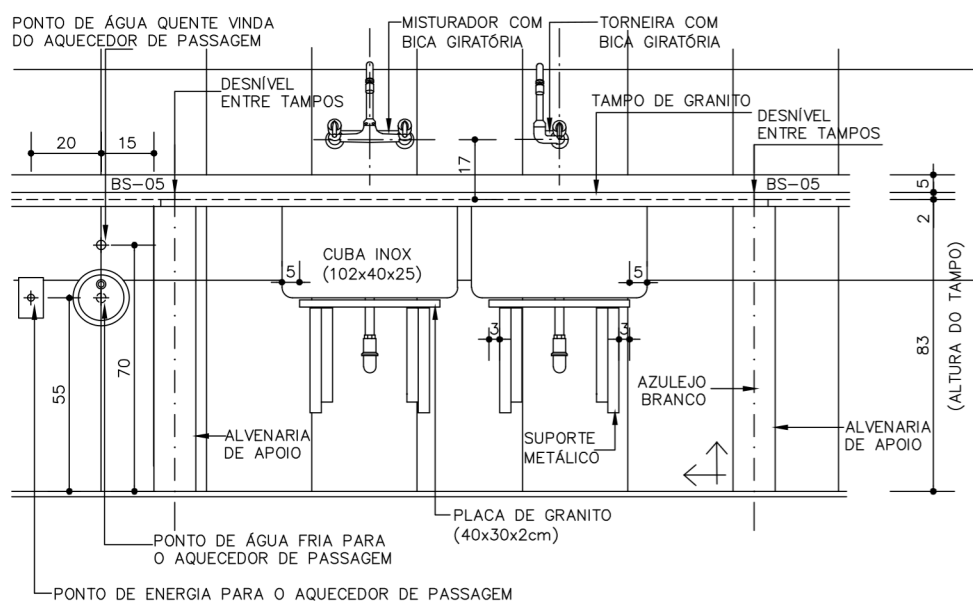 PONTO DE ÁGUA QUENTE VINDA
DO AQUECEDOR DE PASSAGEM
MISTURADOR COM
BICA GIRATÓRIA
TORNEIRA COM
BICA GIRATÓRIA
DESNÍVEL
ENTRE TAMPOS
TAMPO DE GRANITO
DESNÍVEL
ENTRE TAMPOS
20
15
17
BS-05
BS-05
5
2
CUBA INOX
(102x40x25)
5
5
3
3
83
(ALTURA DO TAMPO)
70
55
AZULEJO
BRANCO
ALVENARIA
DE APOIO
SUPORTE
METÁLICO
ALVENARIA
DE APOIO
PLACA DE GRANITO
(40x30x2cm)
PONTO DE ÁGUA FRIA PARA
O AQUECEDOR DE PASSAGEM
PONTO DE ENERGIA PARA O AQUECEDOR DE PASSAGEM